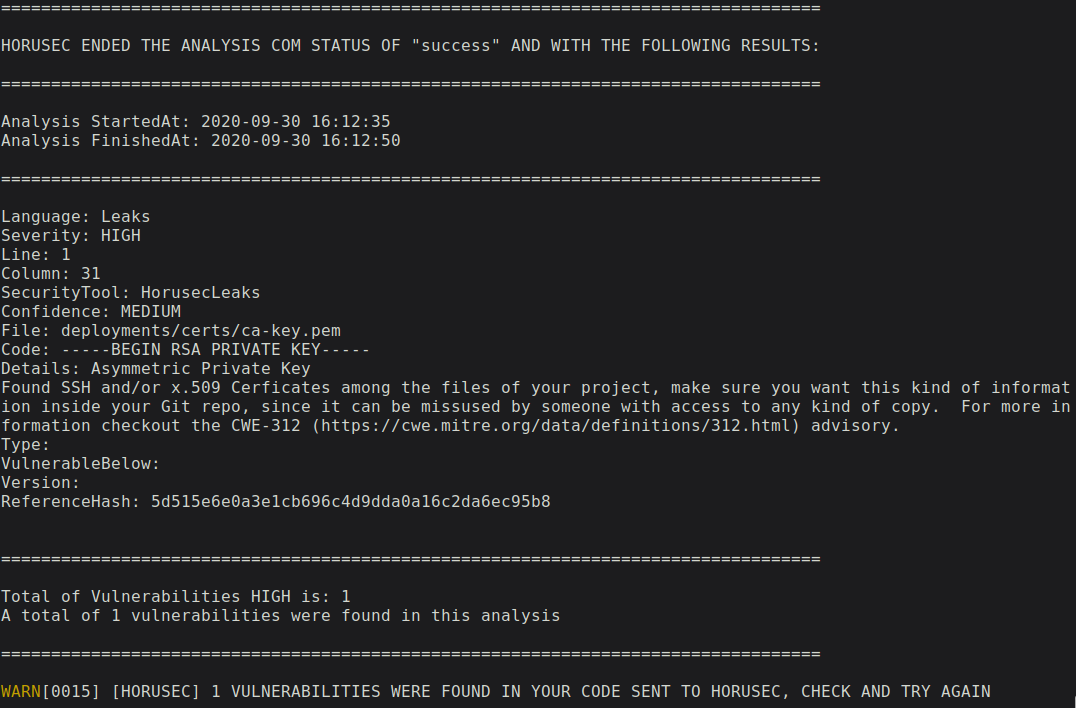 ==================================================================================
HORUSEC ENDED THE ANALYSIS COM STATUS OF "success" AND WITH THE FOLLOWING RESULTS:
==================================================================================
Analysis StartedAt: 2020-09-30 16:12:35
Analysis FinishedAt: 2020-09-30 16:12:50
==================================================================================
Language: Leaks
Severity: HIGH
Line: 1
Column: 31
SecurityTool: HorusecLeaks
Confidence: MEDIUM
File: deployments/certs/ca-key.pem
Code: -----BEGIN RSA PRIVATE KEY-----
Details: Asymmetric Private Key
Found SSH and/or x.509 Cerficates among the files of your project, make sure you want this kind of informat
ion inside your Git repo, since it can be missused by someone with access to any kind of copy.  For more in
formation checkout the CWE-312 (https://cwe.mitre.org/data/definitions/312.html) advisory.
Type:
VulnerableBelow:
Version:
ReferenceHash: 5d515e6e0a3e1cb696c4d9dda0a16c2da6ec95b8
==================================================================================
Total of Vulnerabilities HIGH is: 1
A total of 1 vulnerabilities were found in this analysis
==================================================================================
WARN[0015] [HORUSEC] 1 VULNERABILITIES WERE FOUND IN YOUR CODE SENT TO HORUSEC, CHECK AND TRY AGAIN